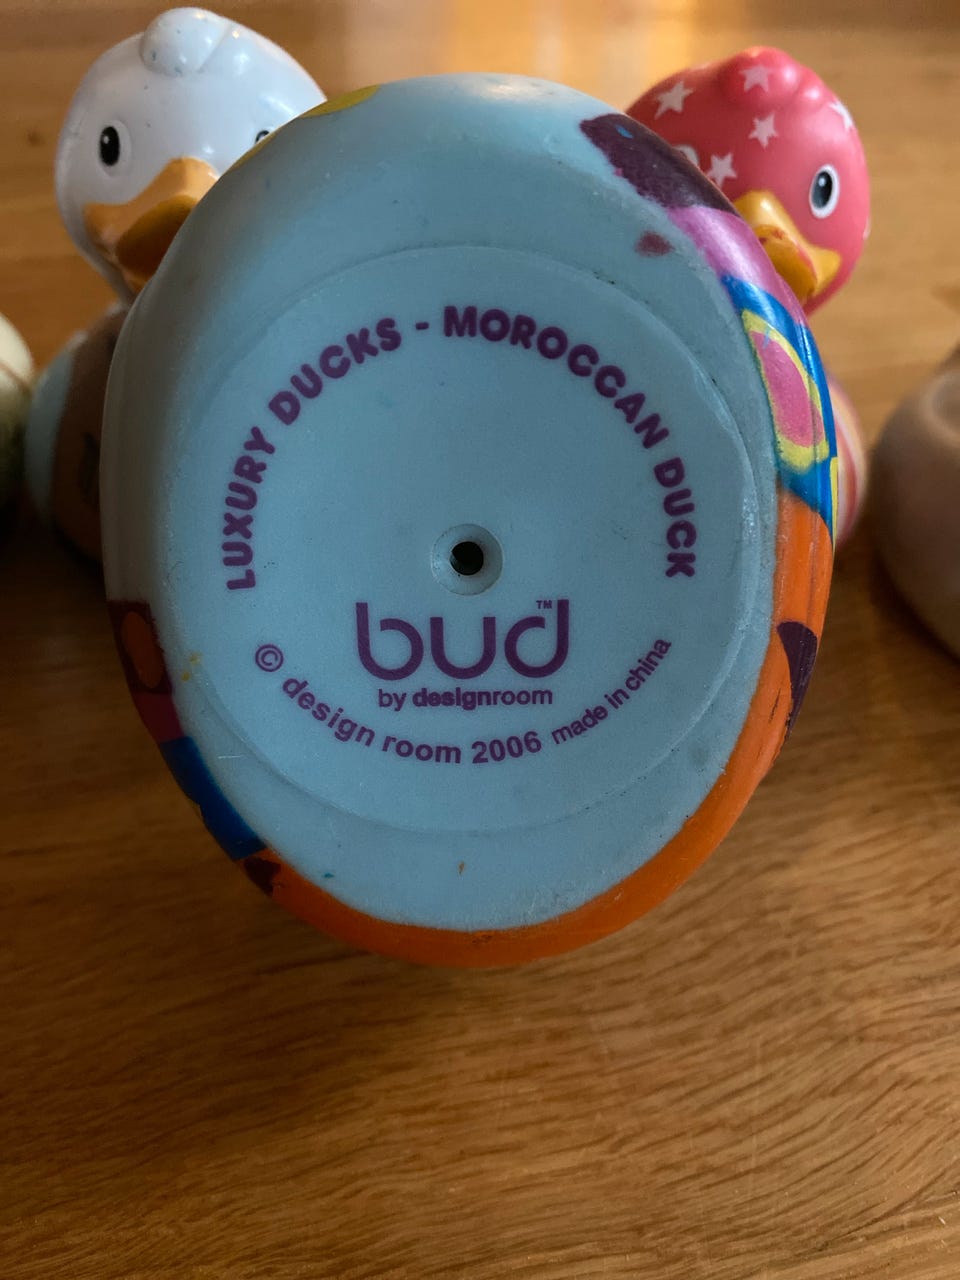 LUXURY DUCKS - MOROCCAN DUCK
bud™
by designroom
© design room 2006 made in china